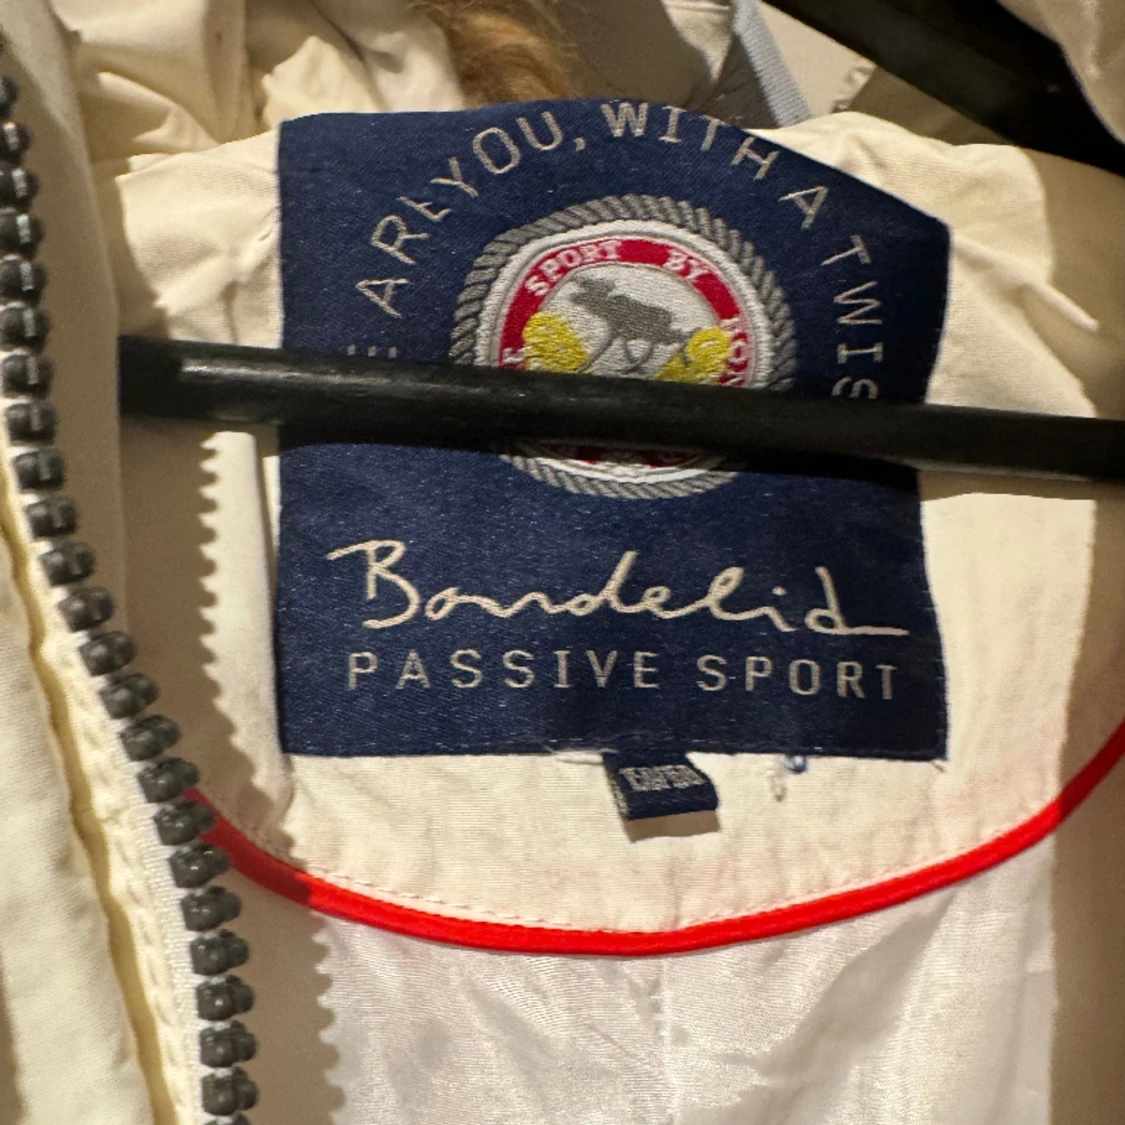 ARE YOU, WITH A TWIS
SPORT BY
Bondelid
PASSIVE SPORT